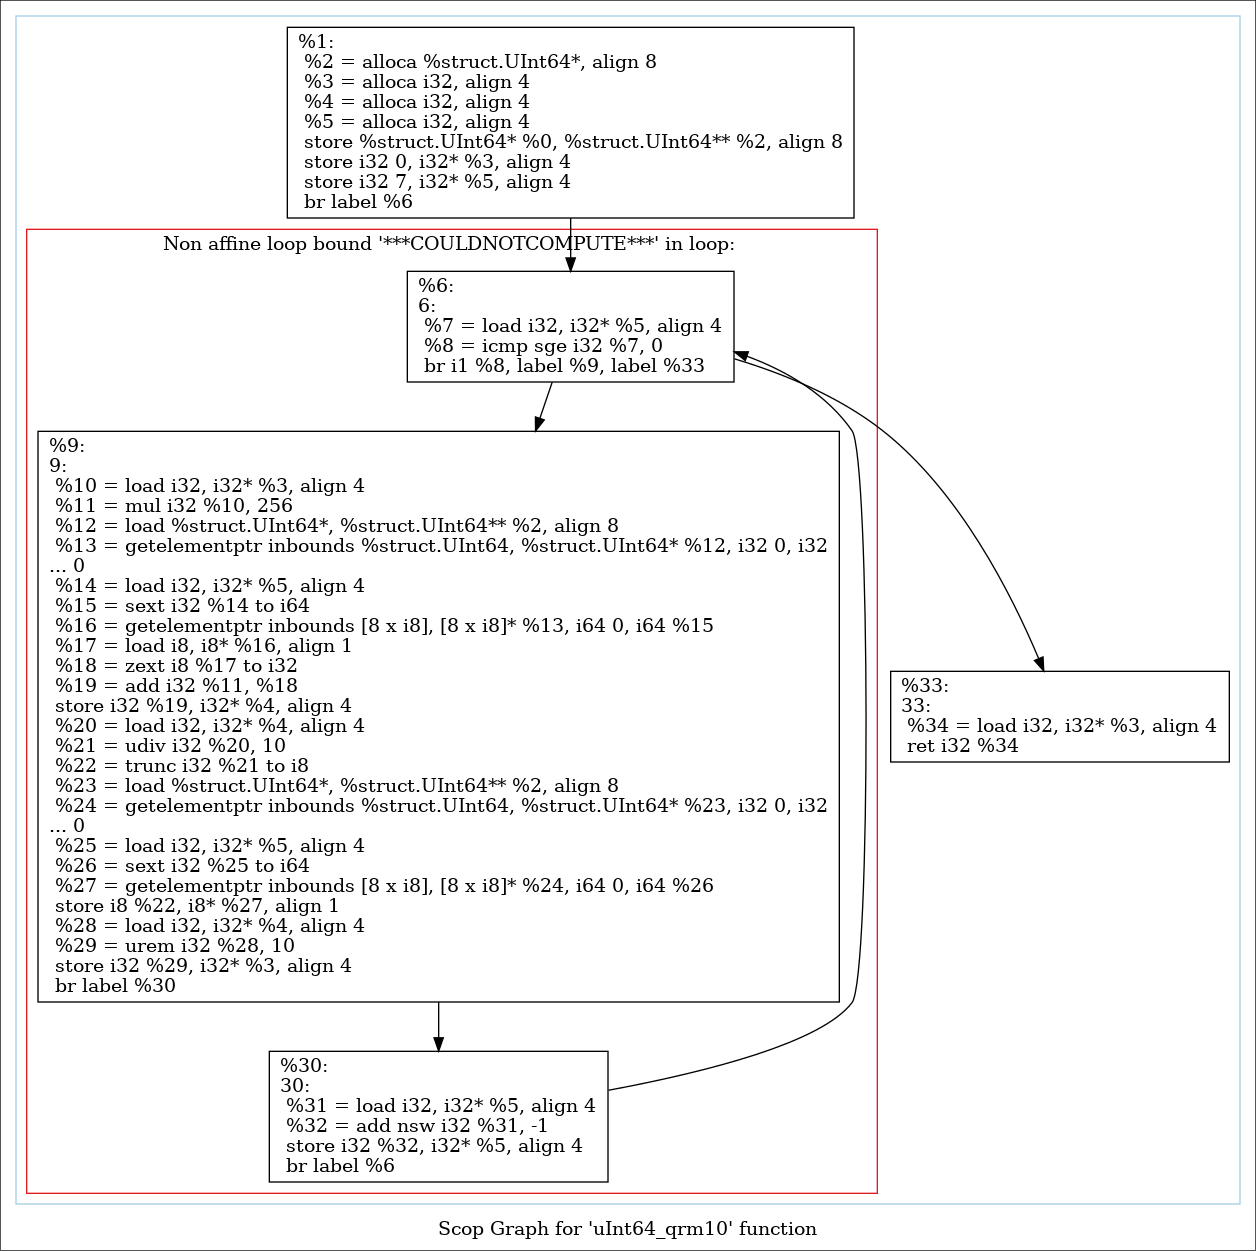 %1:
%2 = alloca %struct.UInt64*, align 8
%3 = alloca i32, align 4
%4 = alloca i32, align 4
%5 = alloca i32, align 4
store %struct.UInt64* %0, %struct.UInt64** %2, align 8
store i32 0, i32* %3, align 4
store i32 7, i32* %5, align 4
br label %6
Non affine loop bound '***COULDNOTCOMPUTE***' in loop:
%6:
6:
%7 = load i32, i32* %5, align 4
%8 = icmp sge i32 %7, 0
br i1 %8, label %9, label %33
%9:
9:
%10 = load i32, i32* %3, align 4
%11 = mul i32 %10, 256
%12 = load %struct.UInt64*, %struct.UInt64** %2, align 8
%13 = getelementptr inbounds %struct.UInt64, %struct.UInt64* %12, i32 0, i32
... 0
%14 = load i32, i32* %5, align 4
%15 = sext i32 %14 to i64
%16 = getelementptr inbounds [8 x i8], [8 x i8]* %13, i64 0, i64 %15
%17 = load i8, i8* %16, align 1
%18 = zext i8 %17 to i32
%19 = add i32 %11, %18
store i32 %19, i32* %4, align 4
%20 = load i32, i32* %4, align 4
%21 = udiv i32 %20, 10
%22 = trunc i32 %21 to i8
%23 = load %struct.UInt64*, %struct.UInt64** %2, align 8
%24 = getelementptr inbounds %struct.UInt64, %struct.UInt64* %23, i32 0, i32
... 0
%25 = load i32, i32* %5, align 4
%26 = sext i32 %25 to i64
%27 = getelementptr inbounds [8 x i8], [8 x i8]* %24, i64 0, i64 %26
store i8 %22, i8* %27, align 1
%28 = load i32, i32* %4, align 4
%29 = urem i32 %28, 10
store i32 %29, i32* %3, align 4
br label %30
%33:
33:
%34 = load i32, i32* %3, align 4
ret i32 %34
%30:
30:
%31 = load i32, i32* %5, align 4
%32 = add nsw i32 %31, -1
store i32 %32, i32* %5, align 4
br label %6
Scop Graph for 'uInt64_qrm10' function